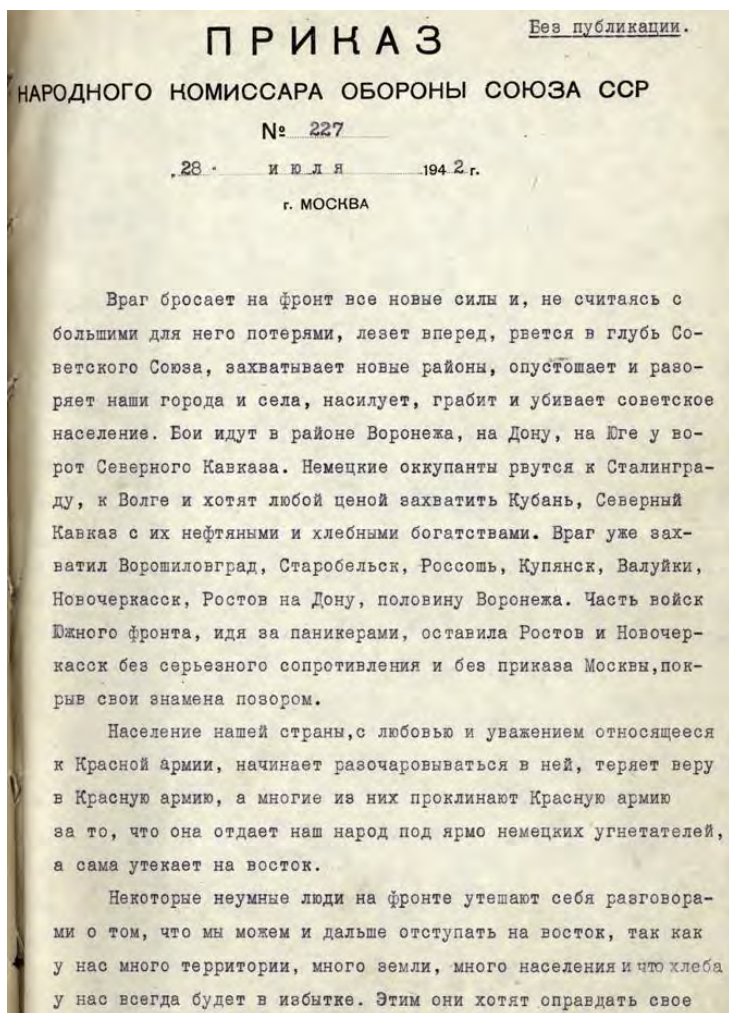 Без публикации.
ПРИКАЗ
НАРОДНОГО КОМИССАРА ОБОРОНЫ СОЮЗА ССР
№ 227
„28 " июля 1942 г.
г. МОСКВА
Враг бросает на фронт все новые силы и, не считаясь с
большими для него потерями, лезет вперед, рвется в глубь Со-
ветского Союза, захватывает новые районы, опустошает и разо-
ряет наши города и села, насилует, грабит и убивает советское
население. Бои идут в районе Воронежа, на Дону, на Юге у во-
рот Северного Кавказа. Немецкие оккупанты рвутся к Сталингра-
ду, к Волге и хотят любой ценой захватить Кубань, Северный
Кавказ с их нефтяными и хлебными богатствами. Враг уже зах-
ватил Ворошиловград, Старобельск, Россошь, Купянск, Валуйки,
Новочеркасск, Ростов на Дону, половину Воронежа. Часть войск
Южного фронта, идя за паникерами, оставила Ростов и Новочер-
касск без серьезного сопротивления и без приказа Москвы,пок-
рыв свои знамена позором.
Население нашей страны,с любовью и уважением относящееся
к Красной армии, начинает разочаровываться в ней, теряет веру
в Красную армию, а многие из них проклинают Красную армию
за то, что она отдает наш народ под ярмо немецких угнетателей,
а сама утекает на восток.
Некоторые неумные люди на фронте утешают себя разговора-
ми о том, что мы можем и дальше отступать на восток, так как
у нас много территории, много земли, много населения и что хлеба
у нас всегда будет в избытке. Этим они хотят оправдать свое